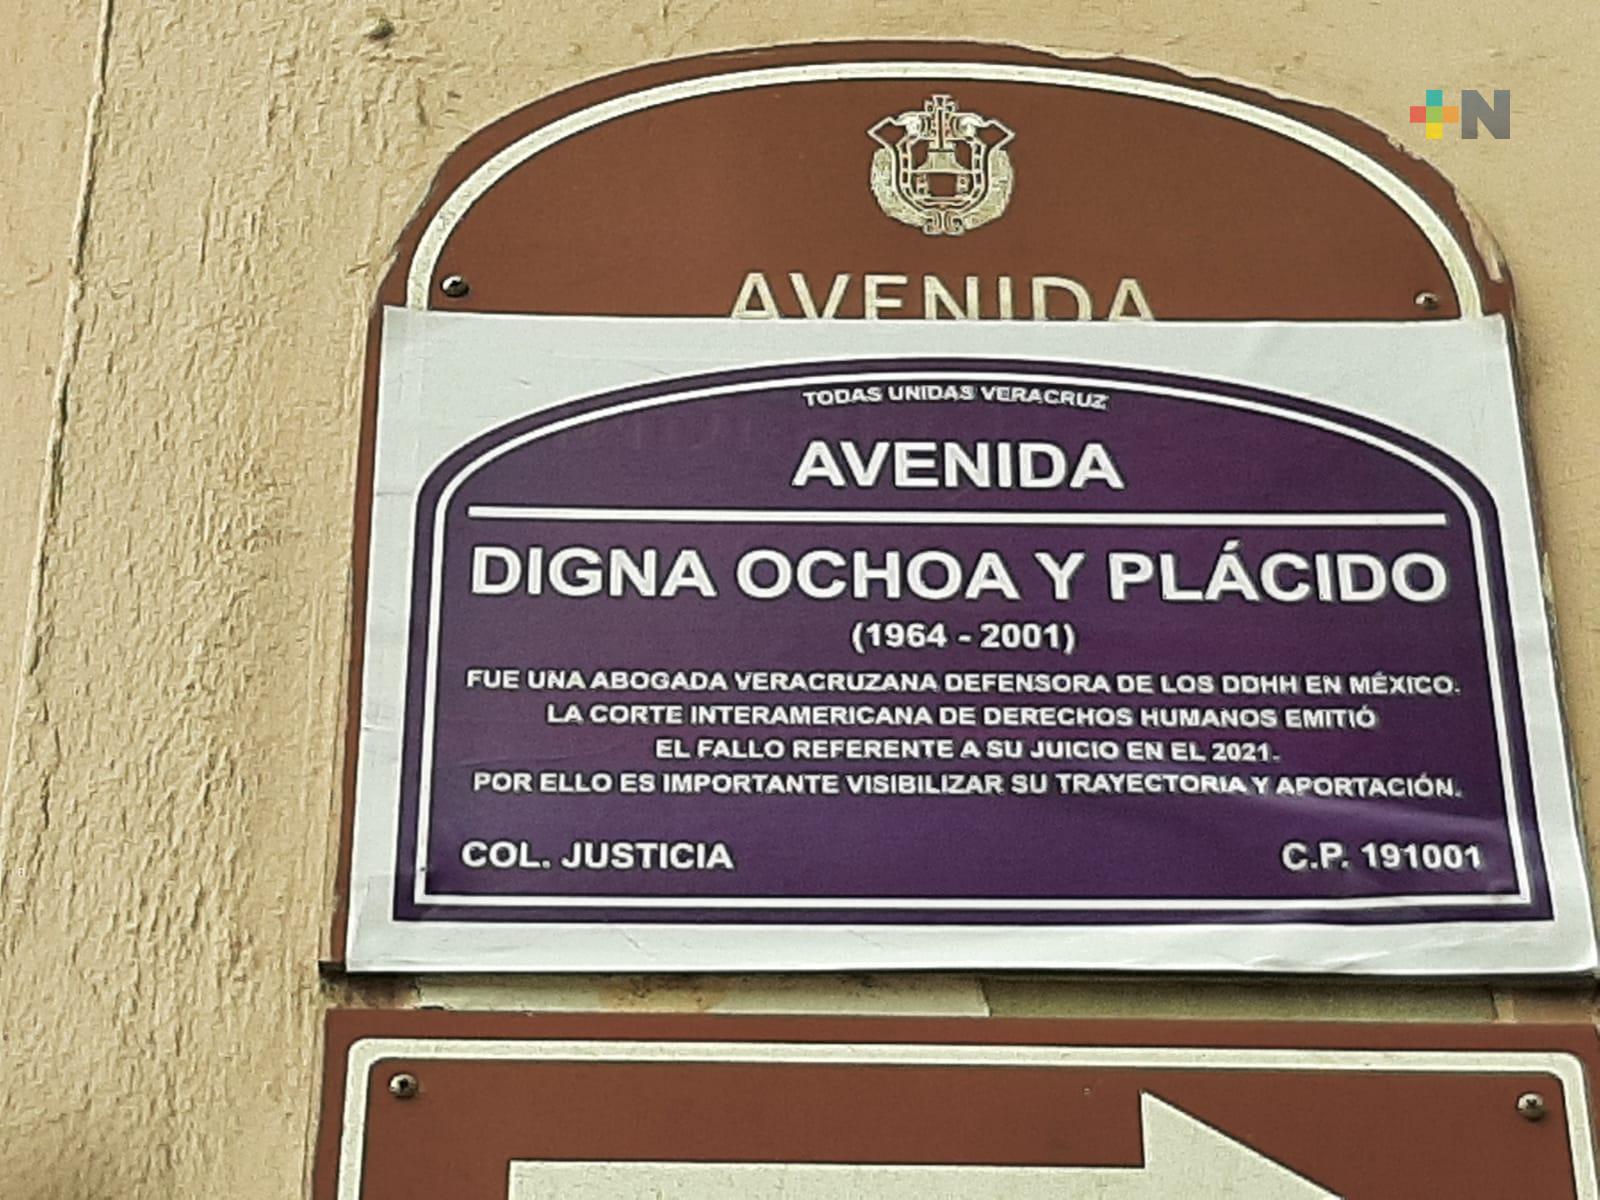 +N
AVENIDA
TODAS UNIDAS VERACRUZ
AVENIDA
DIGNA OCHOA Y PLÁCIDO
(1964 - 2001)
FUE UNA ABOGADA VERACRUZANA DEFENSORA DE LOS DDHH EN MÉXICO.
LA CORTE INTERAMERICANA DE DERECHOS HUMANOS EMITIÓ
EL FALLO REFERENTE A SU JUICIO EN EL 2021.
POR ELLO ES IMPORTANTE VISIBILIZAR SU TRAYECTORIA Y APORTACIÓN.
COL. JUSTICIA C.P. 191001